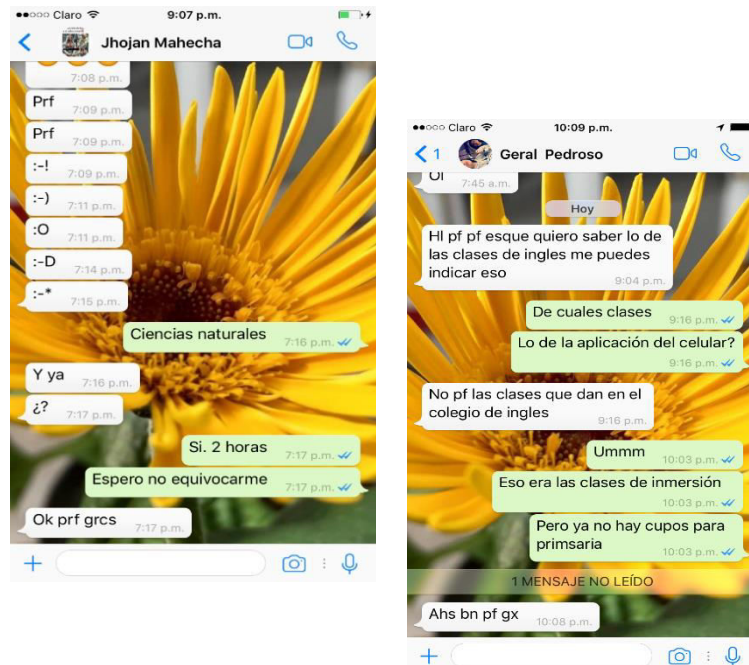 Claro 9:07 p.m.
Jhojan Mahecha
7:08 p.m.
Prf
7:09 p.m.
Prf
7:09 p.m.
:-!
7:09 p.m.
:-)
7:11 p.m.
:O
7:11 p.m.
:-D
7:14 p.m.
:-*
7:15 p.m.
Ciencias naturales
7:16 p.m.
Y ya
7:16 p.m.
¿?
7:17 p.m.
Si. 2 horas
7:17 p.m.
Espero no equivocarme
7:17 p.m.
Ok prf grcs
7:17 p.m.
Claro 10:09 p.m.
1 Geral Pedroso
Ol
7:45 a.m.
Hoy
Hl pf pf esque quiero saber lo de
las clases de ingles me puedes
indicar eso
9:04 p.m.
De cuales clases
9:16 p.m.
Lo de la aplicación del celular?
9:16 p.m.
No pf las clases que dan en el
colegio de ingles
9:16 p.m.
Ummm
10:03 p.m.
Eso era las clases de inmersión
10:03 p.m.
Pero ya no hay cupos para
primsaria
10:03 p.m.
1 MENSAJE NO LEÍDO
Ahs bn pf gx
10:08 p.m.